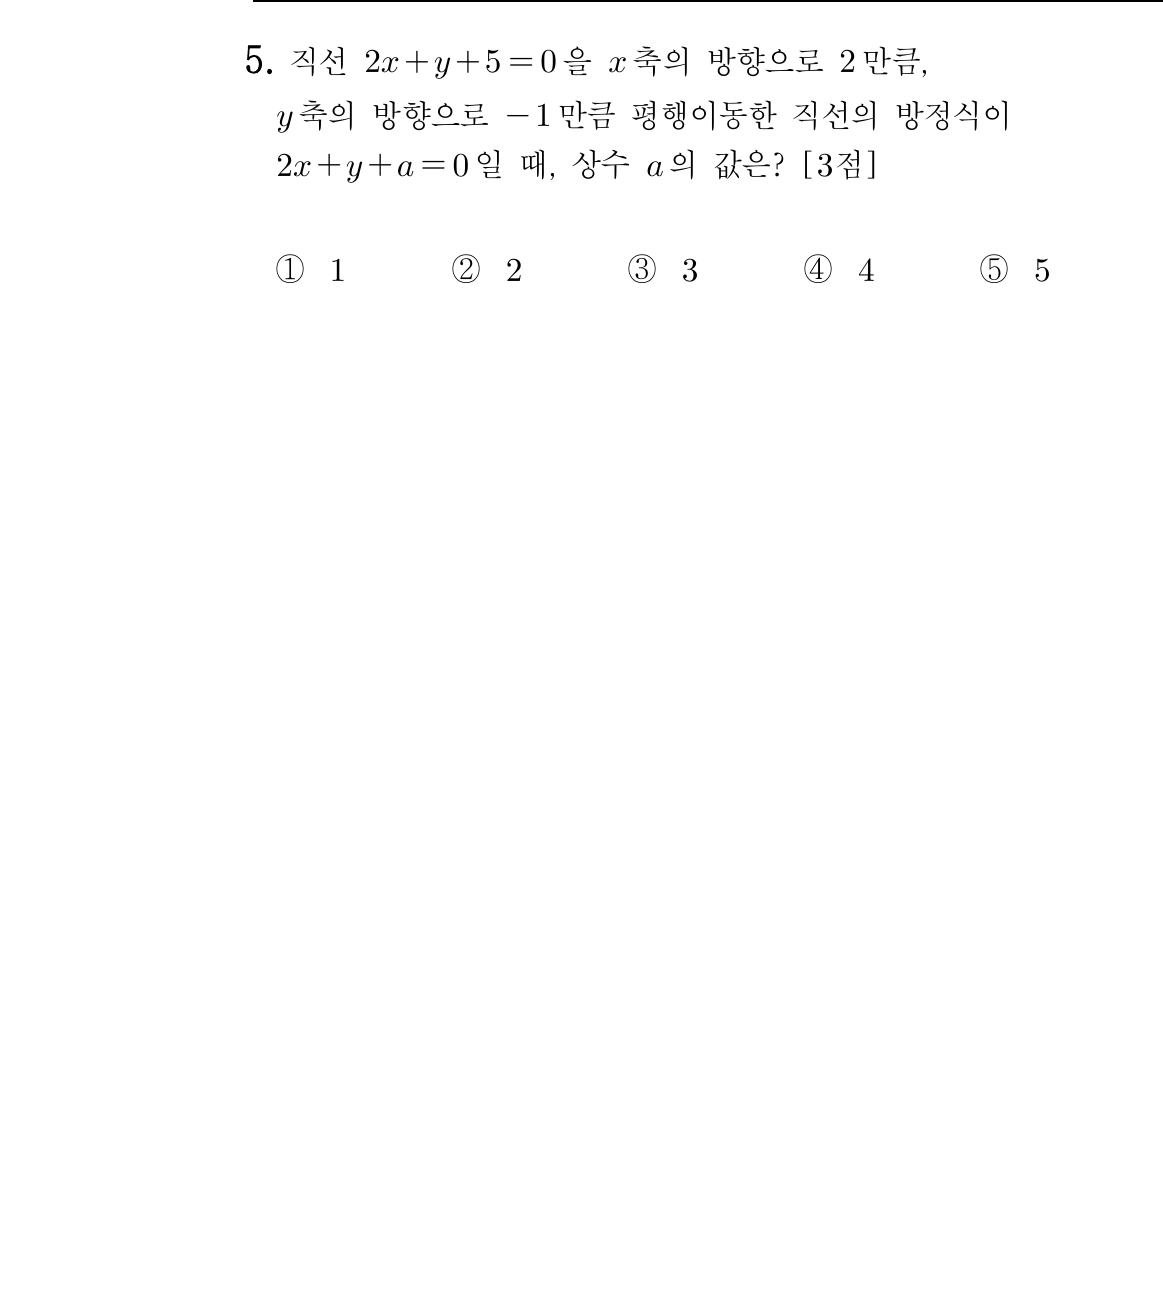 5. 직선 2x+y+5=0을 x축의 방향으로 2만큼,
y축의 방향으로 −1만큼 평행이동한 직선의 방정식이
2x+y+a=0일 때, 상수 a의 값은? [3점]
① 1 ② 2 ③ 3 ④ 4 ⑤ 5